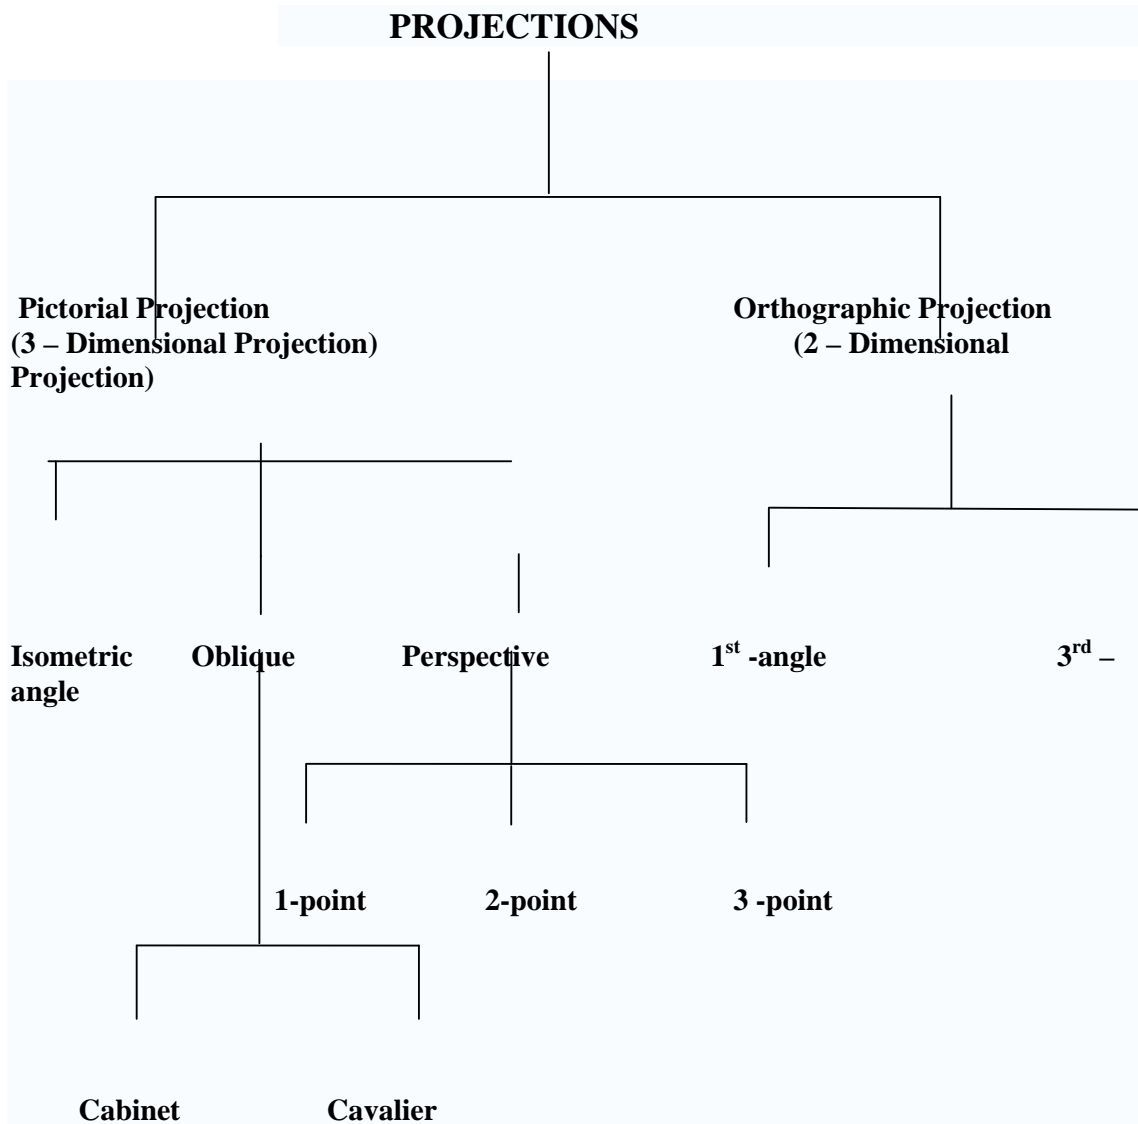 PROJECTIONS
Pictorial Projection Orthographic Projection
(3 – Dimensional Projection) (2 – Dimensional
Projection)
Isometric Oblique Perspective 1st -angle 3rd –
angle
1-point 2-point 3 -point
Cabinet Cavalier